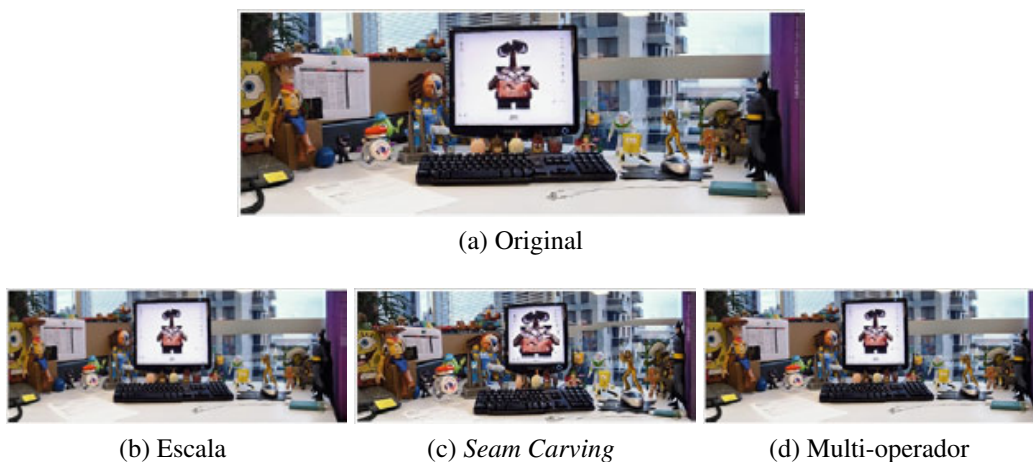 (a) Original
(b) Escala
(c) Seam Carving
(d) Multi-operador